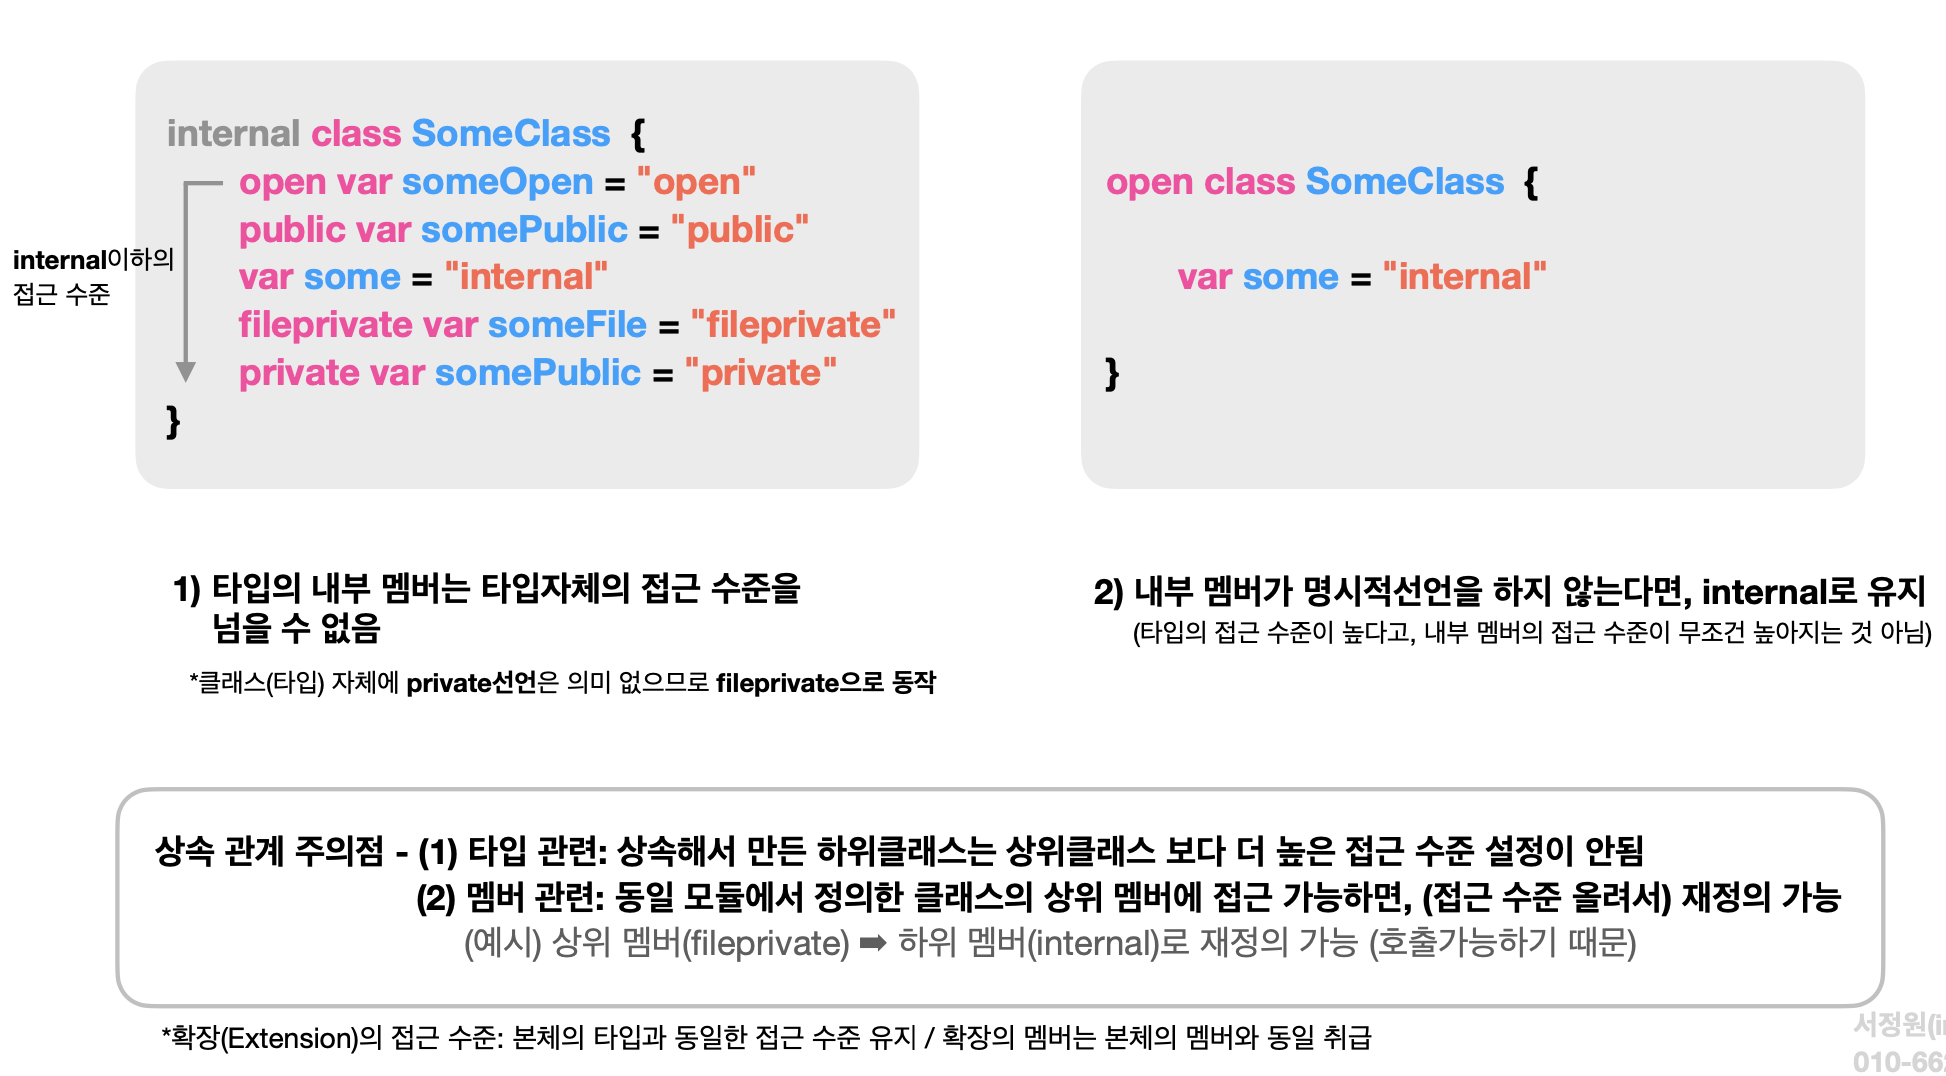 internal class SomeClass {
open var someOpen = "open"
public var somePublic = "public"
var some = "internal"
fileprivate var someFile = "fileprivate"
private var somePublic = "private"
}
internal이하의
접근 수준
open class SomeClass {
var some = "internal"
}
1) 타입의 내부 멤버는 타입자체의 접근 수준을
넘을 수 없음
*클래스(타입) 자체에 private선언은 의미 없으므로 fileprivate으로 동작
2) 내부 멤버가 명시적선언을 하지 않는다면, internal로 유지
(타입의 접근 수준이 높다고, 내부 멤버의 접근 수준이 무조건 높아지는 것 아님)
상속 관계 주의점 - (1) 타입 관련: 상속해서 만든 하위클래스는 상위클래스 보다 더 높은 접근 수준 설정이 안됨
(2) 멤버 관련: 동일 모듈에서 정의한 클래스의 상위 멤버에 접근 가능하면, (접근 수준 올려서) 재정의 가능
(예시) 상위 멤버(fileprivate) ➡ 하위 멤버(internal)로 재정의 가능 (호출가능하기 때문)
*확장(Extension)의 접근 수준: 본체의 타입과 동일한 접근 수준 유지 / 확장의 멤버는 본체의 멤버와 동일 취급
서정원(i
010-66